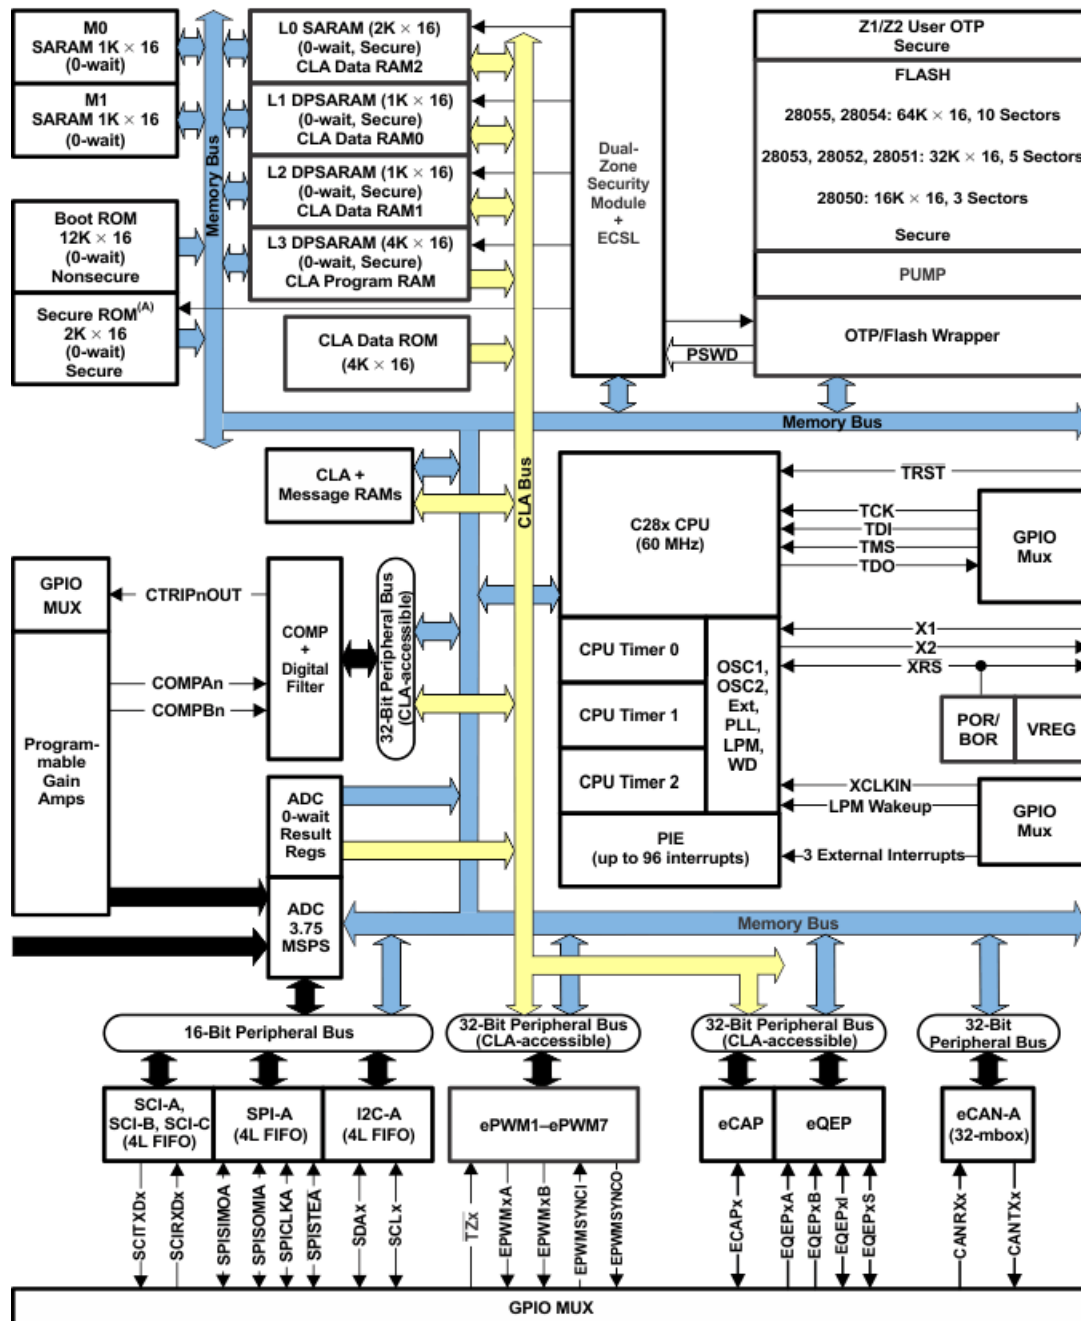 M0
SARAM 1K × 16
(0-wait)
M1
SARAM 1K × 16
(0-wait)
Boot ROM
12K × 16
(0-wait)
Nonsecure
Secure ROM(A)
2K × 16
(0-wait)
Secure
Memory Bus
L0 SARAM (2K × 16)
(0-wait, Secure)
CLA Data RAM2
L1 DPSARAM (1K × 16)
(0-wait, Secure)
CLA Data RAM0
L2 DPSARAM (1K × 16)
(0-wait, Secure)
CLA Data RAM1
L3 DPSARAM (4K × 16)
(0-wait, Secure)
CLA Program RAM
CLA Data ROM
(4K × 16)
CLA Bus
Dual-
Zone
Security
Module
+
ECSL
PSWD
Z1/Z2 User OTP
Secure
FLASH
28055, 28054: 64K × 16, 10 Sectors
28053, 28052, 28051: 32K × 16, 5 Sectors
28050: 16K × 16, 3 Sectors
Secure
PUMP
OTP/Flash Wrapper
Memory Bus
CLA +
Message RAMs
C28x CPU
(60 MHz)
TRST
TCK
TDI
TMS
TDO
GPIO
Mux
GPIO
MUX
CTRIPnOUT
COMP
+
Digital
Filter
32-Bit Peripheral Bus
(CLA-accessible)
COMPAn
COMPBn
Program-
mable
Gain
Amps
CPU Timer 0
CPU Timer 1
CPU Timer 2
OSC1,
OSC2,
Ext,
PLL,
LPM,
WD
X1
X2
XRS
POR/
BOR
VREG
XCLKIN
LPM Wakeup
3 External Interrupts
GPIO
Mux
PIE
(up to 96 interrupts)
ADC
0-wait
Result
Regs
ADC
3.75
MSPS
Memory Bus
16-Bit Peripheral Bus
32-Bit Peripheral Bus
(CLA-accessible)
32-Bit Peripheral Bus
(CLA-accessible)
32-Bit
Peripheral Bus
SCI-A,
SCI-B, SCI-C
(4L FIFO)
SPI-A
(4L FIFO)
I2C-A
(4L FIFO)
ePWM1–ePWM7
eCAP
eQEP
eCAN-A
(32-mbox)
SCITXDx
SCIRXDx
SPISIMOA
SPISOMIA
SPICLKA
SPISTEA
SDAx
SCLx
TZx
EPWMxA
EPWMxB
EPWMSYNCI
EPWMSYNCO
ECAPx
EQEPxA
EQEPxB
EQEPxI
EQEPxS
CANRXx
CANTXx
GPIO MUX